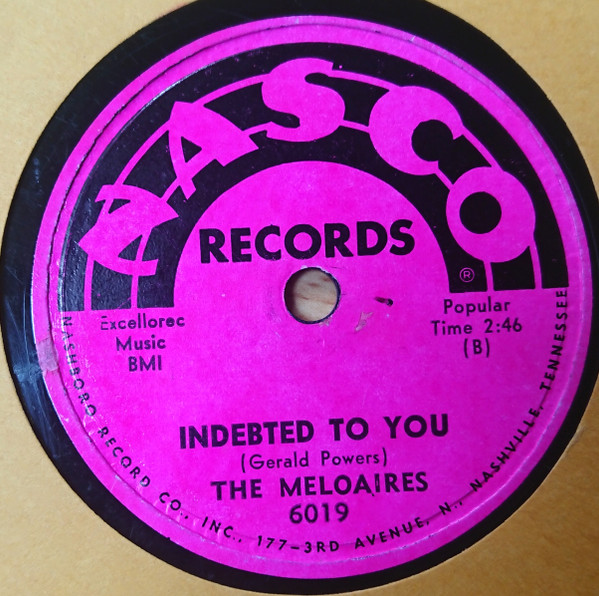 NASCO
RECORDS
®
Excellorec
Music
BMI
Popular
Time 2:46
(B)
INDEBTED TO YOU
(Gerald Powers)
THE MELOAIRES
6019
NASHBORO RECORD CO., INC., 177-3RD AVENUE, N., NASHVILLE, TENNESSEE